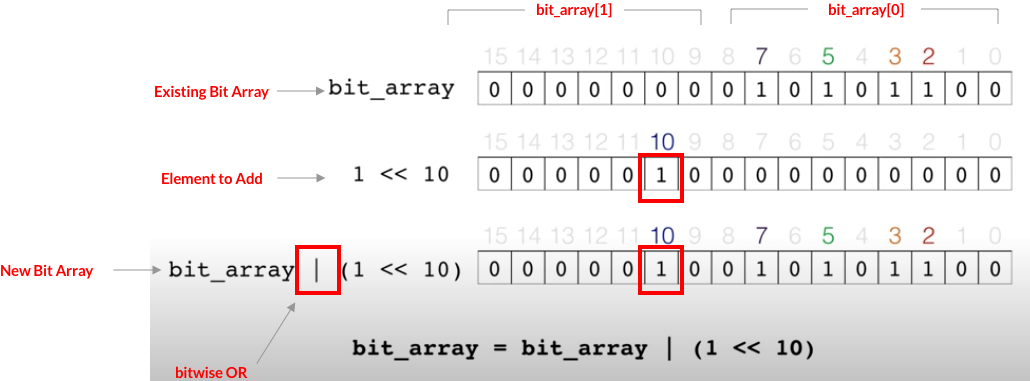 bit_array[1] bit_array[0]
15 14 13 12 11 10 9 8 7 6 5 4 3 2 1 0
Existing Bit Array bit_array 0 0 0 0 0 0 0 0 1 0 1 0 1 1 0 0
15 14 13 12 11 10 9 8 7 6 5 4 3 2 1 0
Element to Add 1 << 10 0 0 0 0 0 1 0 0 0 0 0 0 0 0 0 0
15 14 13 12 11 10 9 8 7 6 5 4 3 2 1 0
New Bit Array bit_array | (1 << 10) 0 0 0 0 0 1 0 0 1 0 1 0 1 1 0 0
bit_array = bit_array | (1 << 10)
bitwise OR